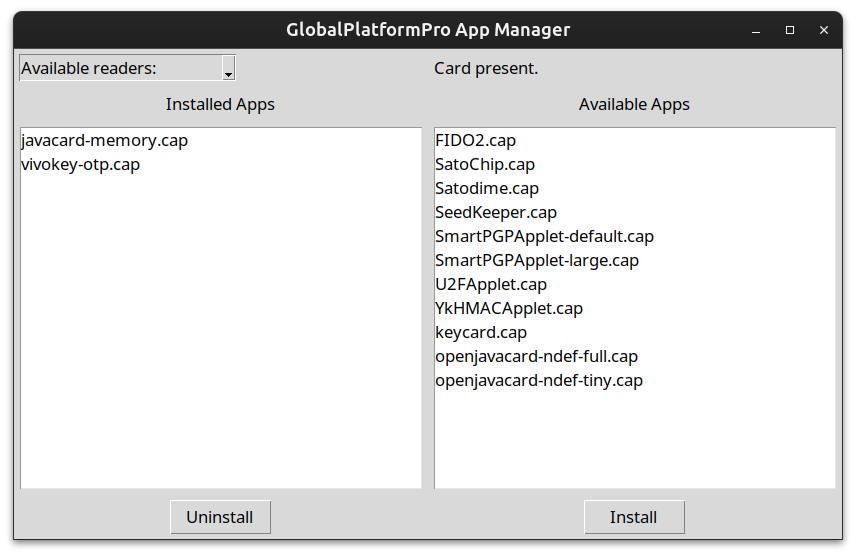 GlobalPlatformPro App Manager
Available readers:
Card present.
Installed Apps
Available Apps
javacard-memory.cap
vivokey-otp.cap
FIDO2.cap
SatoChip.cap
Satodime.cap
SeedKeeper.cap
SmartPGPApplet-default.cap
SmartPGPApplet-large.cap
U2FApplet.cap
YkHMACApplet.cap
keycard.cap
openjavacard-ndef-full.cap
openjavacard-ndef-tiny.cap
Uninstall
Install